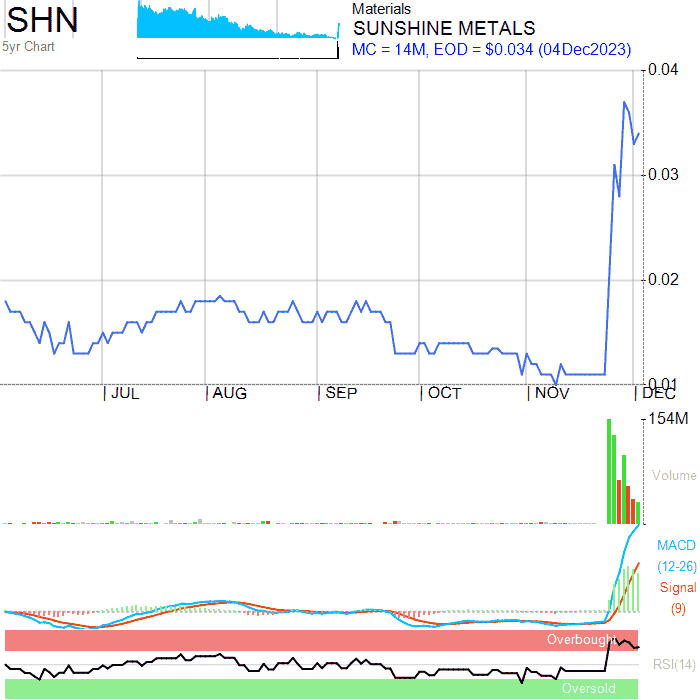 SHN
5yr Chart
Materials
SUNSHINE METALS
MC = 14M, EOD = $0.034 (04Dec2023)
0.04
0.03
0.02
0.01
JUL AUG SEP OCT NOV DEC
154M
Volume
MACD
(12-26)
Signal
(9)
Overbought
RSI(14)
Oversold